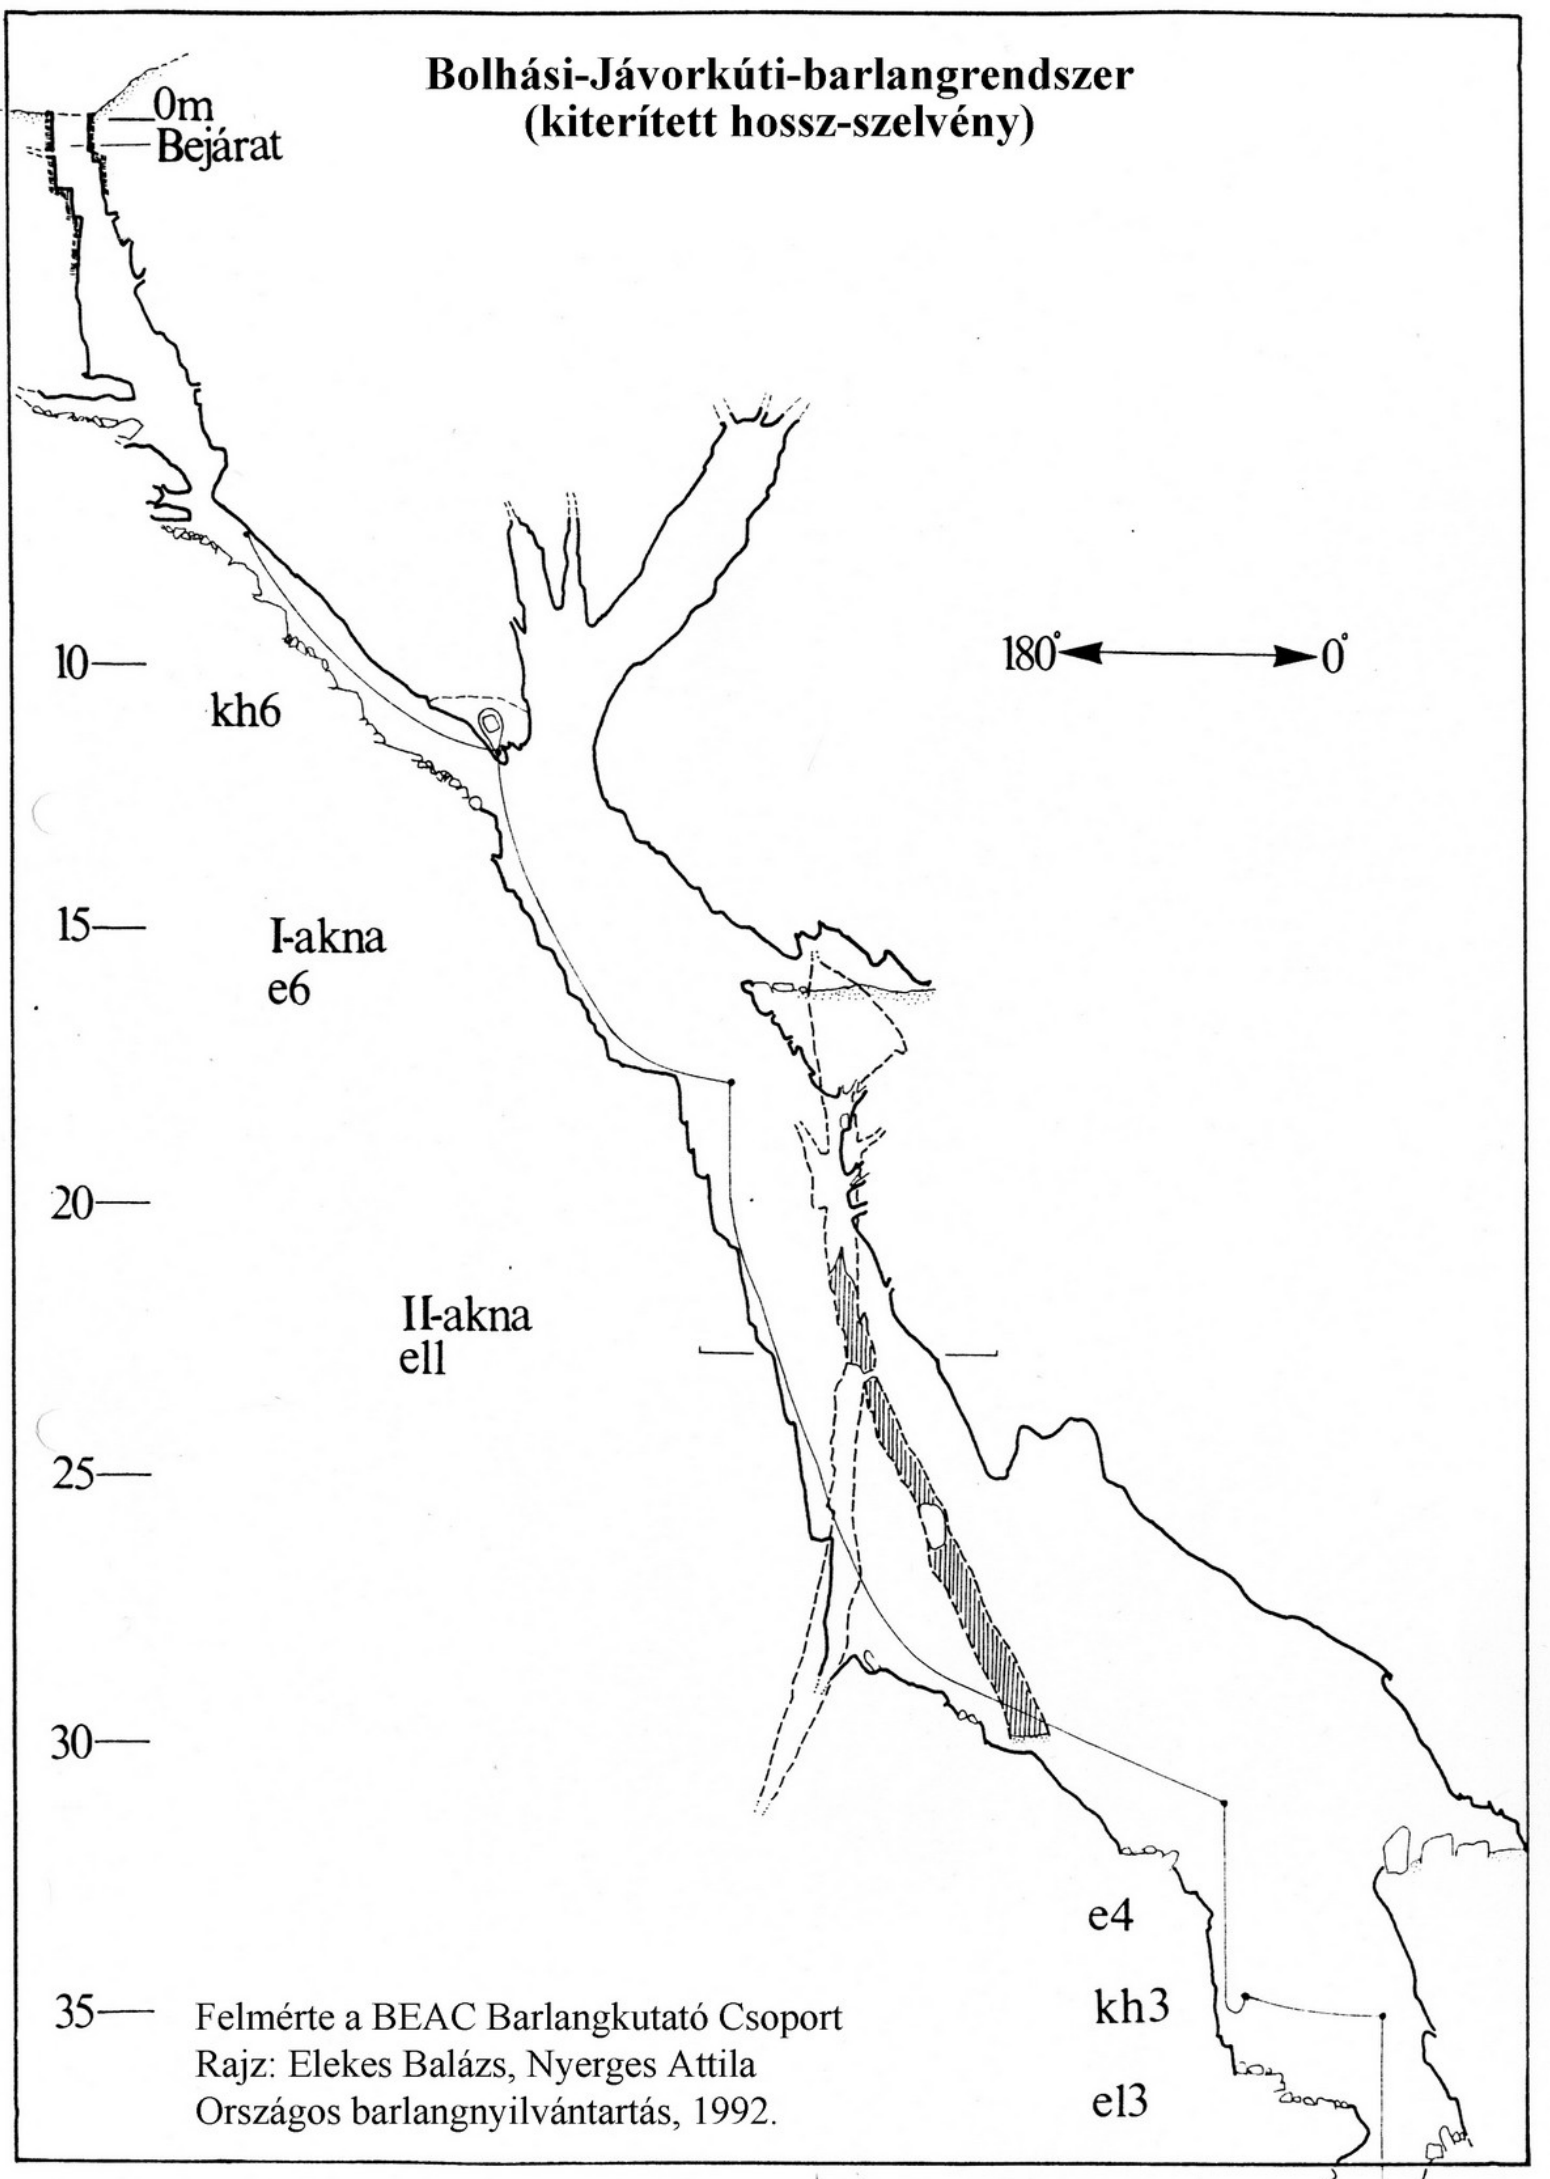 Bolhási-Jávorkúti-barlangrendszer
(kiterített hossz-szelvény)
0m
Bejárat
10
180° 0°
kh6
15
I-akna
e6
20
II-akna
e11
25
30
e4
kh3
35
e13
Felmérte a BEAC Barlangkutató Csoport
Rajz: Elekes Balázs, Nyerges Attila
Országos barlangnyilvántartás, 1992.